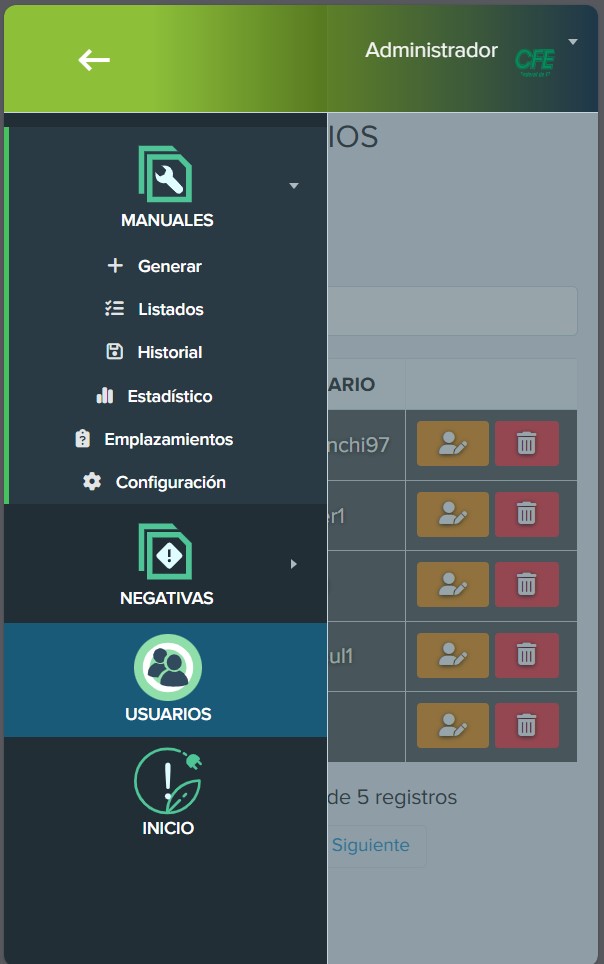 Administrador
CFE
IOS
MANUALES
Generar
Listados
Historial
Estadístico
Emplazamientos
Configuración
NEGATIVAS
USUARIOS
INICIO
ARIO
nchi97
er1
ul1
de 5 registros
Siguiente